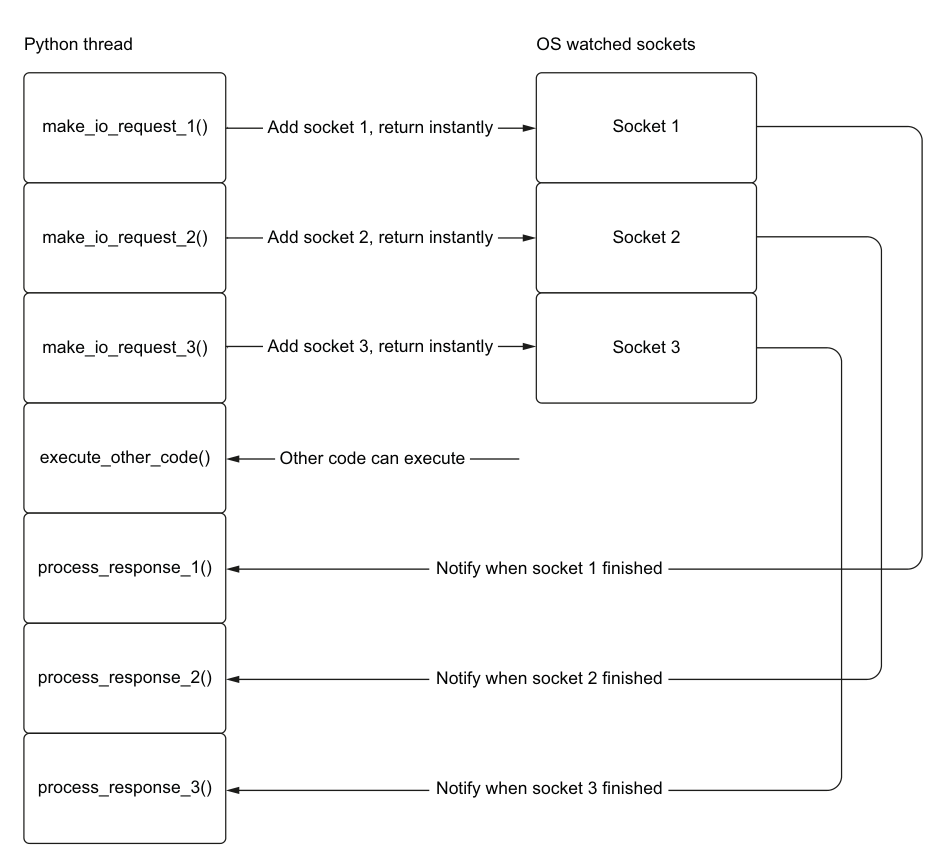 Python thread
OS watched sockets
make_io_request_1()
Add socket 1, return instantly
Socket 1
make_io_request_2()
Add socket 2, return instantly
Socket 2
make_io_request_3()
Add socket 3, return instantly
Socket 3
execute_other_code()
Other code can execute
process_response_1()
Notify when socket 1 finished
process_response_2()
Notify when socket 2 finished
process_response_3()
Notify when socket 3 finished